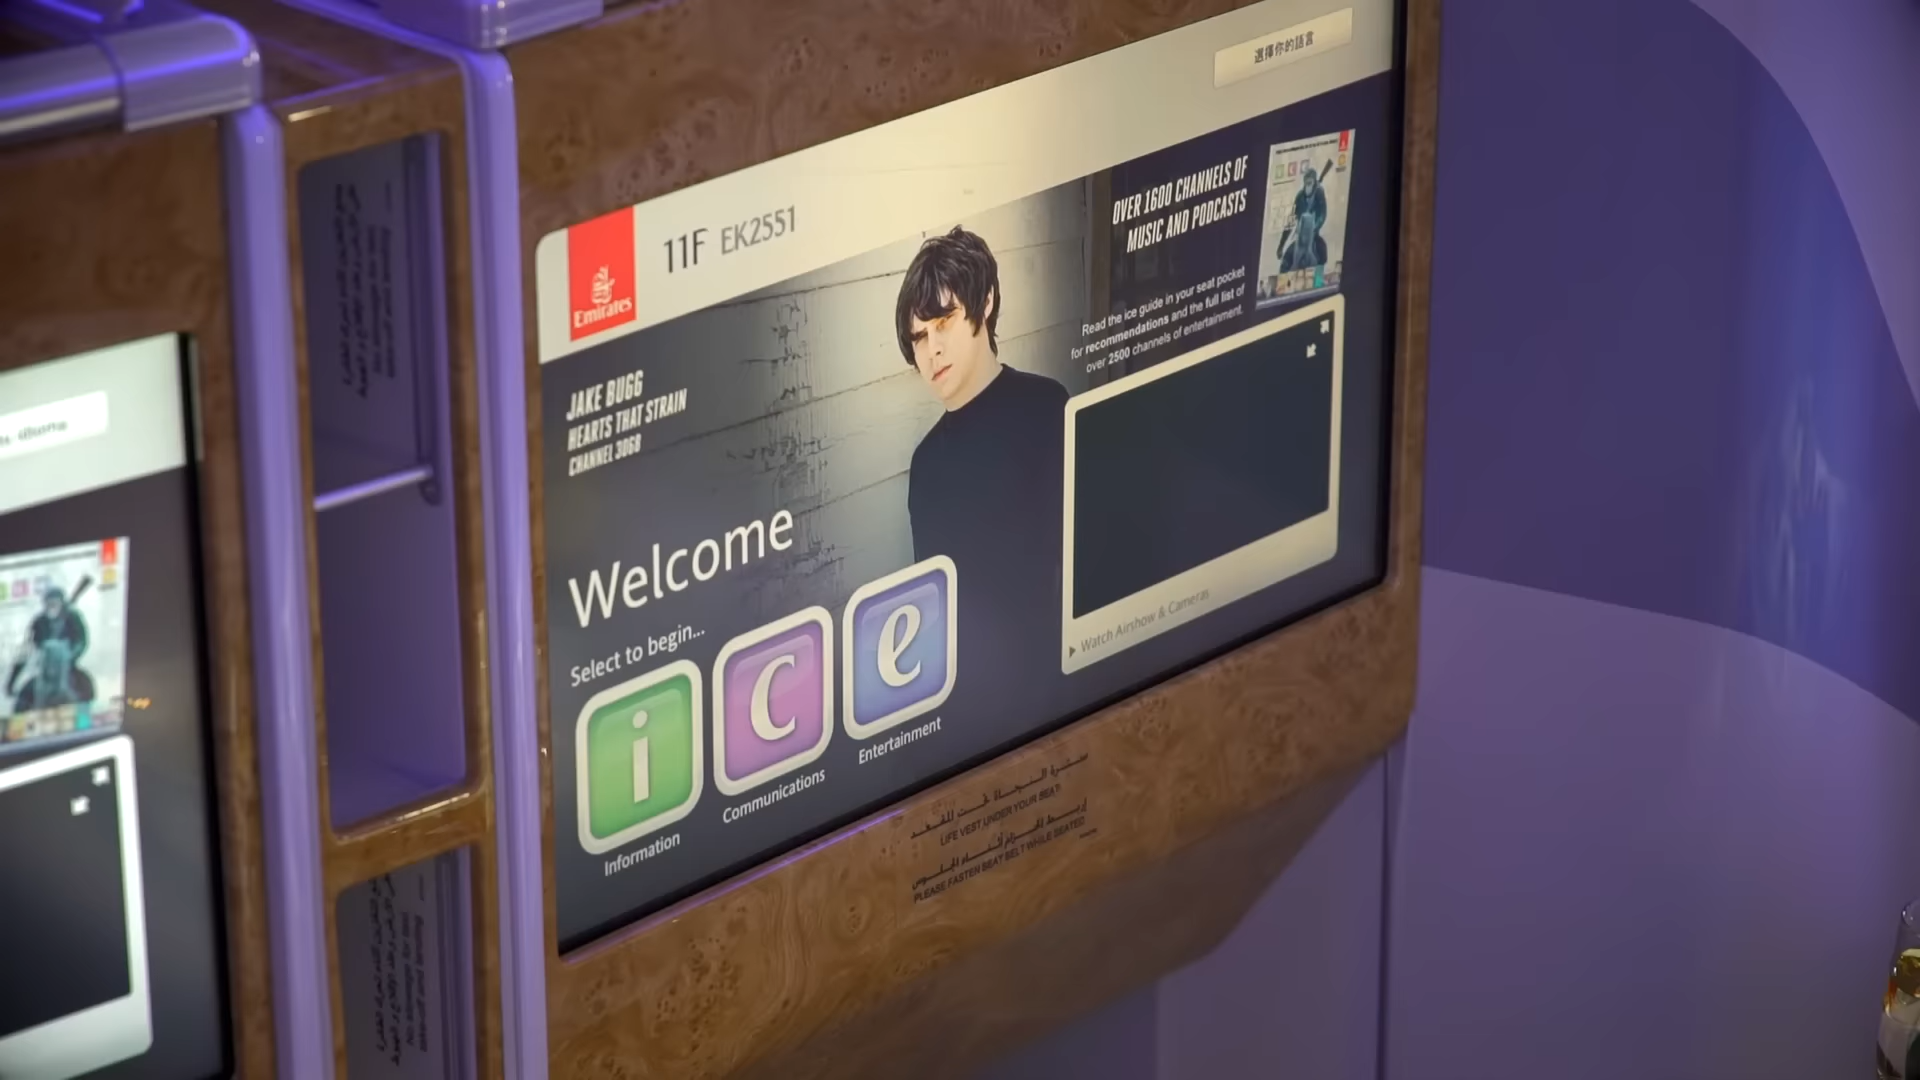 選擇你的語言
Emirates
11F EK2551
OVER 1600 CHANNELS OF
MUSIC AND PODCASTS
Read the ice guide in your seat pocket
for recommendations and the full list of
over 2500 channels of entertainment.
JAKE BUGG
HEARTS THAT STRAIN
CHANNEL 3068
Welcome
Select to begin...
i
c
e
Information
Communications
Entertainment
Watch Airshow & Cameras
LIFE VEST UNDER YOUR SEAT
PLEASE FASTEN SEAT BELT WHILE SEATED
idioma